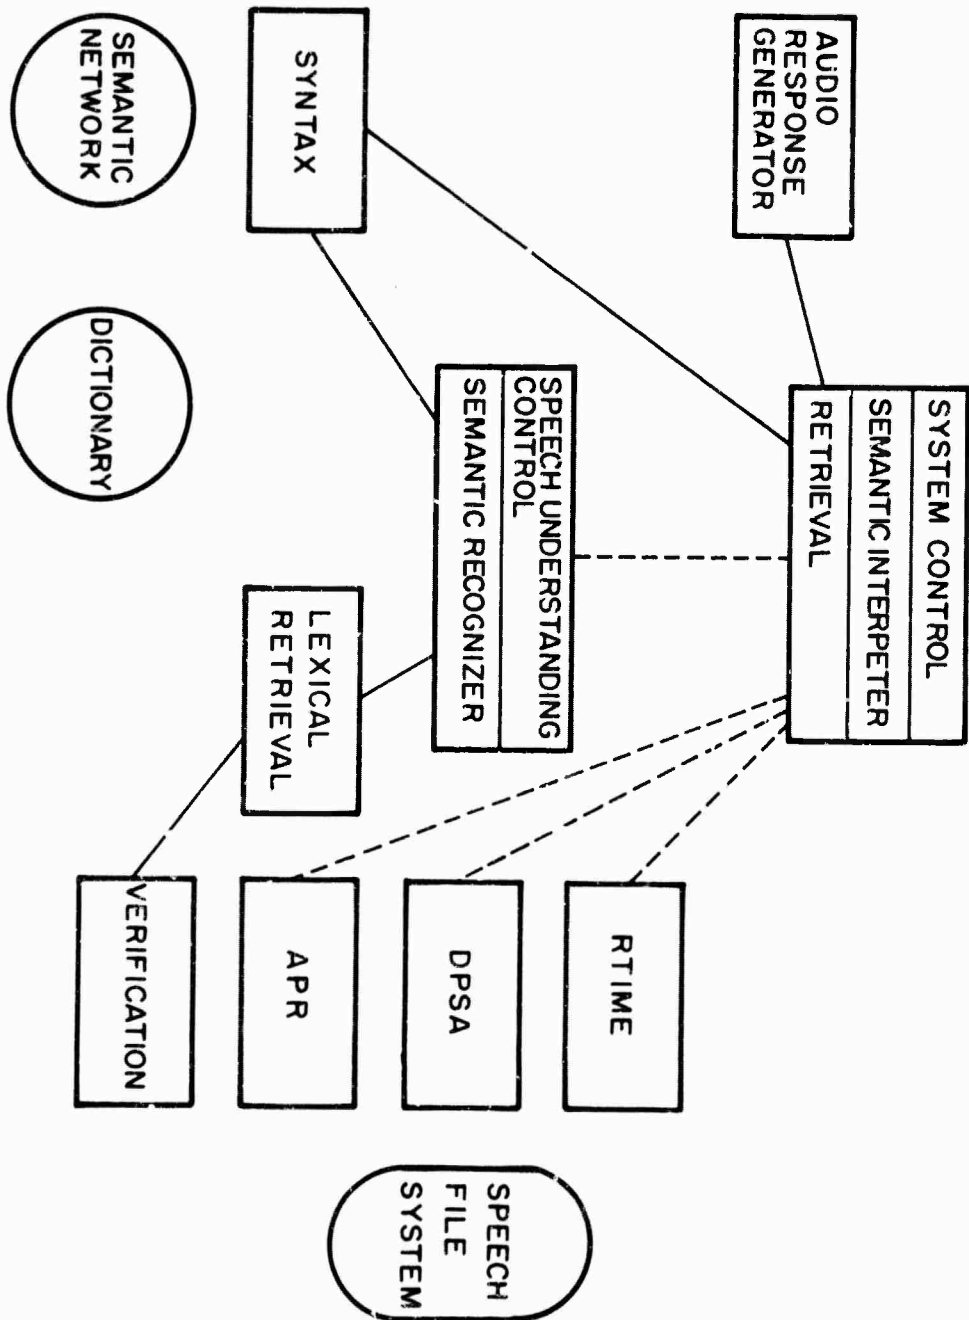 SYSTEM CONTROL
SEMANTIC INTERPETER
RETRIEVAL
AUDIO
RESPONSE
GENERATOR
SPEECH UNDERSTANDING
CONTROL
SEMANTIC RECOGNIZER
RTIME
DPSA
APR
VERIFICATION
SYNTAX
LEXICAL
RETRIEVAL
SPEECH
FILE
SYSTEM
SEMANTIC
NETWORK
DICTIONARY